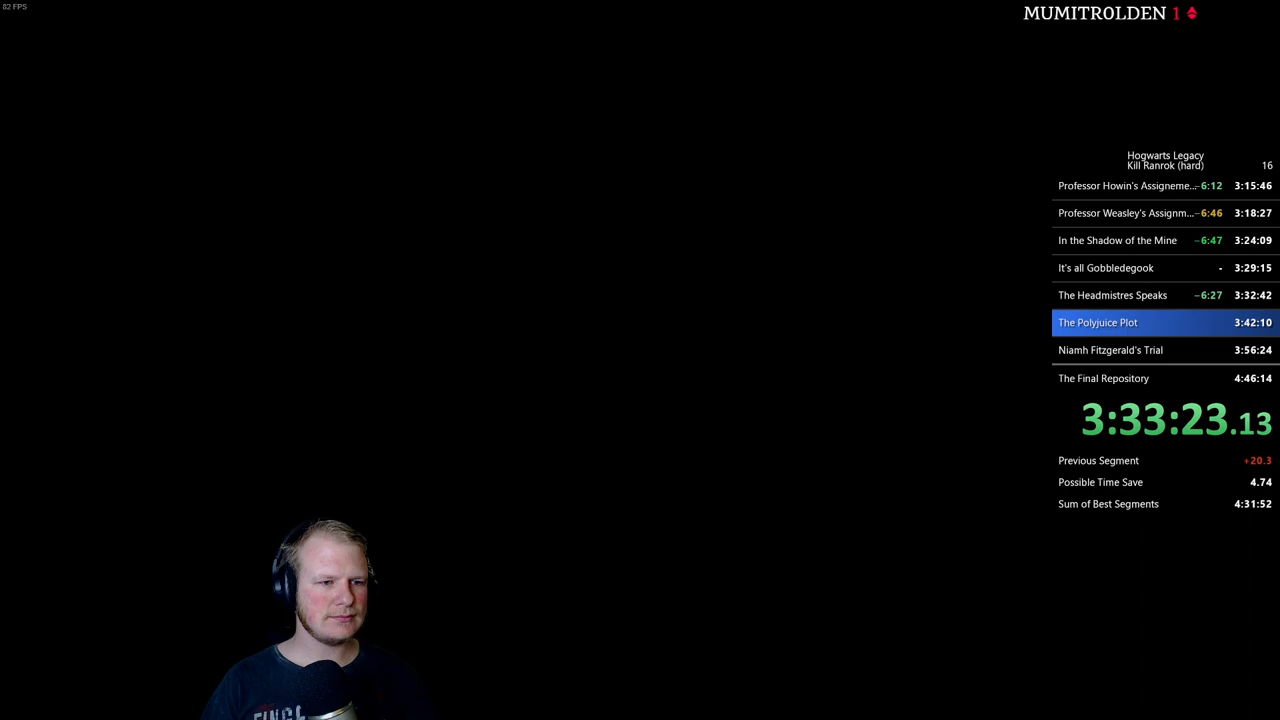 82 FPS
MUMITR0LDEN 1
Hogwarts Legacy
Kill Ranrok (hard) 16
Professor Howin's Assigneme... -6:12 3:15:46
Professor Weasley's Assignm... -6:46 3:18:27
In the Shadow of the Mine -6:47 3:24:09
It's all Gobbledegook - 3:29:15
The Headmistres Speaks -6:27 3:32:42
The Polyjuice Plot 3:42:10
Niamh Fitzgerald's Trial 3:56:24
The Final Repository 4:46:14
3:33:23.13
Previous Segment +20.3
Possible Time Save 4.74
Sum of Best Segments 4:31:52